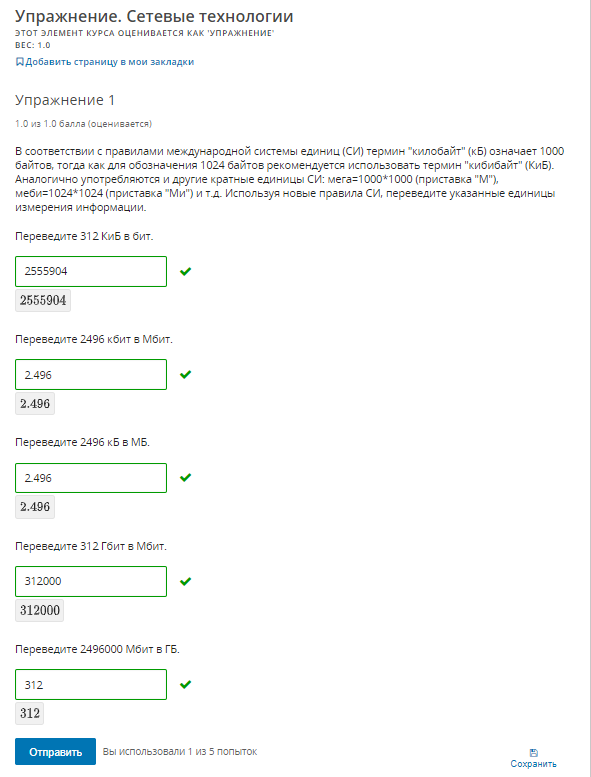 Упражнение. Сетевые технологии
ЭТОТ ЭЛЕМЕНТ КУРСА ОЦЕНИВАЕТСЯ КАК 'УПРАЖНЕНИЕ'
ВЕС: 1.0
Добавить страницу в мои закладки
Упражнение 1
1.0 из 1.0 балла (оценивается)
В соответствии с правилами международной системы единиц (СИ) термин "килобайт" (кБ) означает 1000
байтов, тогда как для обозначения 1024 байтов рекомендуется использовать термин "кибибайт" (КиБ).
Аналогично употребляются и другие кратные единицы СИ: мега=1000*1000 (приставка "М"),
меби=1024*1024 (приставка "Ми") и т.д. Используя новые правила СИ, переведите указанные единицы
измерения информации.
Переведите 312 КиБ в бит.
2555904
2555904
Переведите 2496 кбит в Мбит.
2.496
2.496
Переведите 2496 кБ в МБ.
2.496
2.496
Переведите 312 Гбит в Мбит.
312000
312000
Переведите 2496000 Мбит в ГБ.
312
312
Отправить Вы использовали 1 из 5 попыток
Сохранить